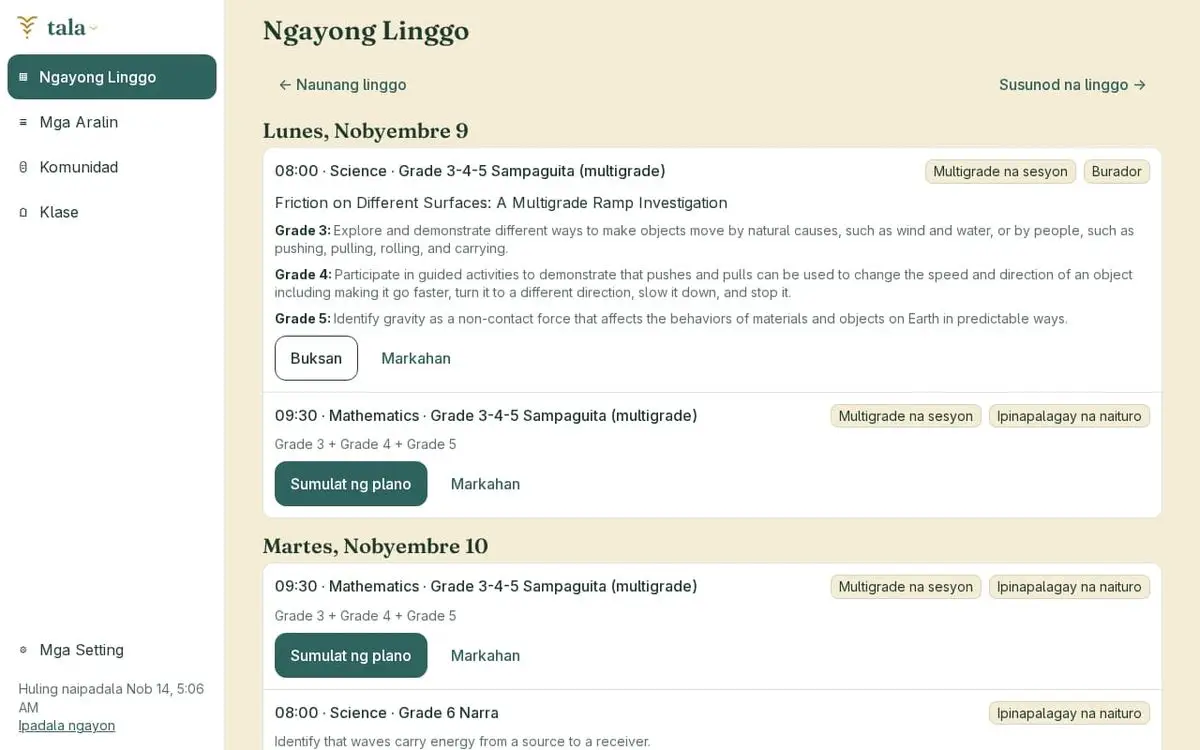 tala
Ngayong Linggo
Mga Aralin
Komunidad
Klase
Mga Setting
Huling naipadala Nob 14, 5:06
AM
Ipadala ngayon
Ngayong Linggo
← Naunang linggo
Susunod na linggo →
Lunes, Nobyembre 9
08:00 · Science · Grade 3-4-5 Sampaguita (multigrade)
Multigrade na sesyon
Burador
Friction on Different Surfaces: A Multigrade Ramp Investigation
Grade 3: Explore and demonstrate different ways to make objects move by natural causes, such as wind and water, or by people, such as
pushing, pulling, rolling, and carrying.
Grade 4: Participate in guided activities to demonstrate that pushes and pulls can be used to change the speed and direction of an object
including making it go faster, turn it to a different direction, slow it down, and stop it.
Grade 5: Identify gravity as a non-contact force that affects the behaviors of materials and objects on Earth in predictable ways.
Buksan
Markahan
09:30 · Mathematics · Grade 3-4-5 Sampaguita (multigrade)
Multigrade na sesyon
Ipinapalagay na naituro
Grade 3 + Grade 4 + Grade 5
Sumulat ng plano
Markahan
Martes, Nobyembre 10
09:30 · Mathematics · Grade 3-4-5 Sampaguita (multigrade)
Multigrade na sesyon
Ipinapalagay na naituro
Grade 3 + Grade 4 + Grade 5
Sumulat ng plano
Markahan
08:00 · Science · Grade 6 Narra
Ipinapalagay na naituro
Identify that waves carry energy from a source to a receiver.